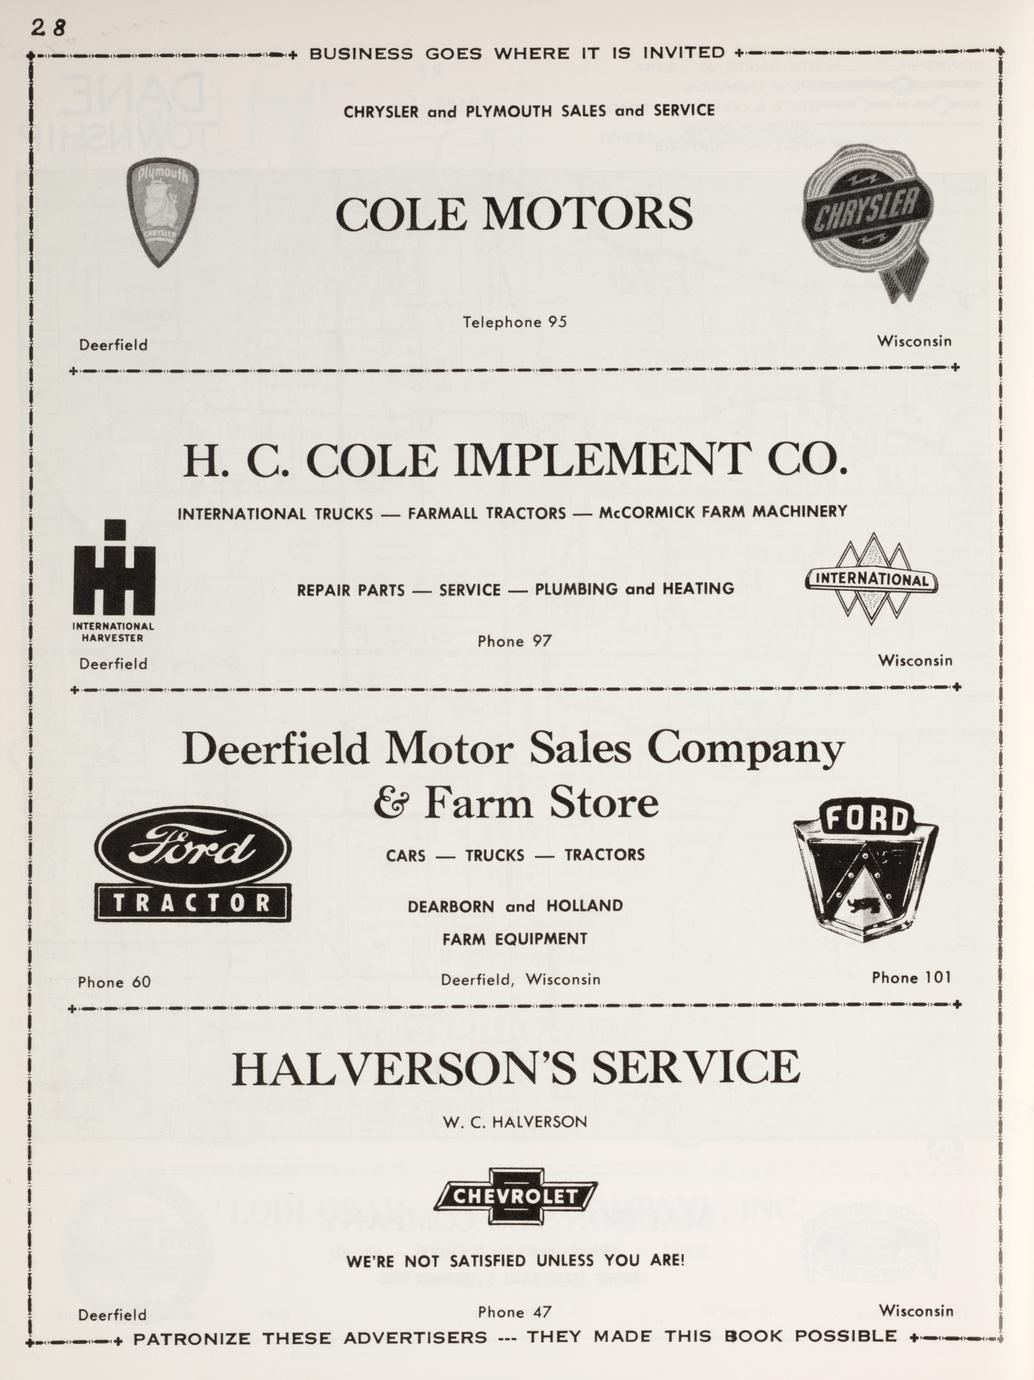 28
BUSINESS GOES WHERE IT IS INVITED
CHRYSLER and PLYMOUTH SALES and SERVICE
Plymouth
CHRYSLER
COLE MOTORS
CHRYSLER
Telephone 95
Deerfield
Wisconsin
H. C. COLE IMPLEMENT CO.
INTERNATIONAL TRUCKS — FARMALL TRACTORS — McCORMICK FARM MACHINERY
INTERNATIONAL
HARVESTER
REPAIR PARTS — SERVICE — PLUMBING and HEATING
INTERNATIONAL
Phone 97
Deerfield
Wisconsin
Deerfield Motor Sales Company
& Farm Store
Ford
TRACTOR
FORD
CARS — TRUCKS — TRACTORS
DEARBORN and HOLLAND
FARM EQUIPMENT
Phone 60
Deerfield, Wisconsin
Phone 101
HALVERSON'S SERVICE
W. C. HALVERSON
CHEVROLET
WE'RE NOT SATISFIED UNLESS YOU ARE!
Deerfield
Phone 47
Wisconsin
PATRONIZE THESE ADVERTISERS --- THEY MADE THIS BOOK POSSIBLE